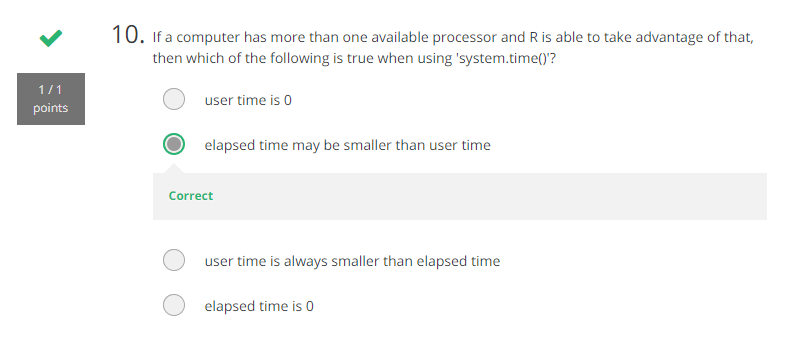 10. If a computer has more than one available processor and R is able to take advantage of that,
then which of the following is true when using 'system.time()'?
1 / 1
points
user time is 0
elapsed time may be smaller than user time
Correct
user time is always smaller than elapsed time
elapsed time is 0